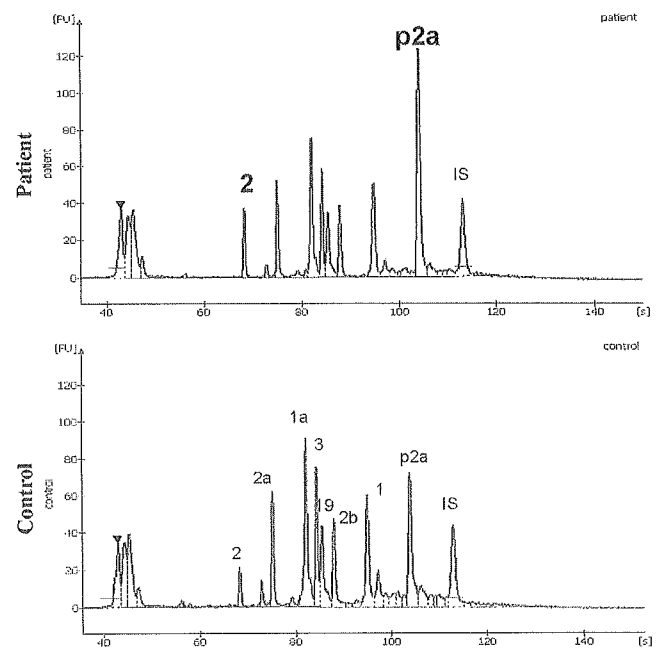 [FU]
patient
120
100
80
60
40
20
0
Patient
patient
2
p2a
IS
40
60
80
100
120
140
[s]
[FU]
control
120
100
80
60
40
20
0
Control
control
2
2a
1a
3
9
2b
1
p2a
IS
40
60
80
100
120
140
[s]